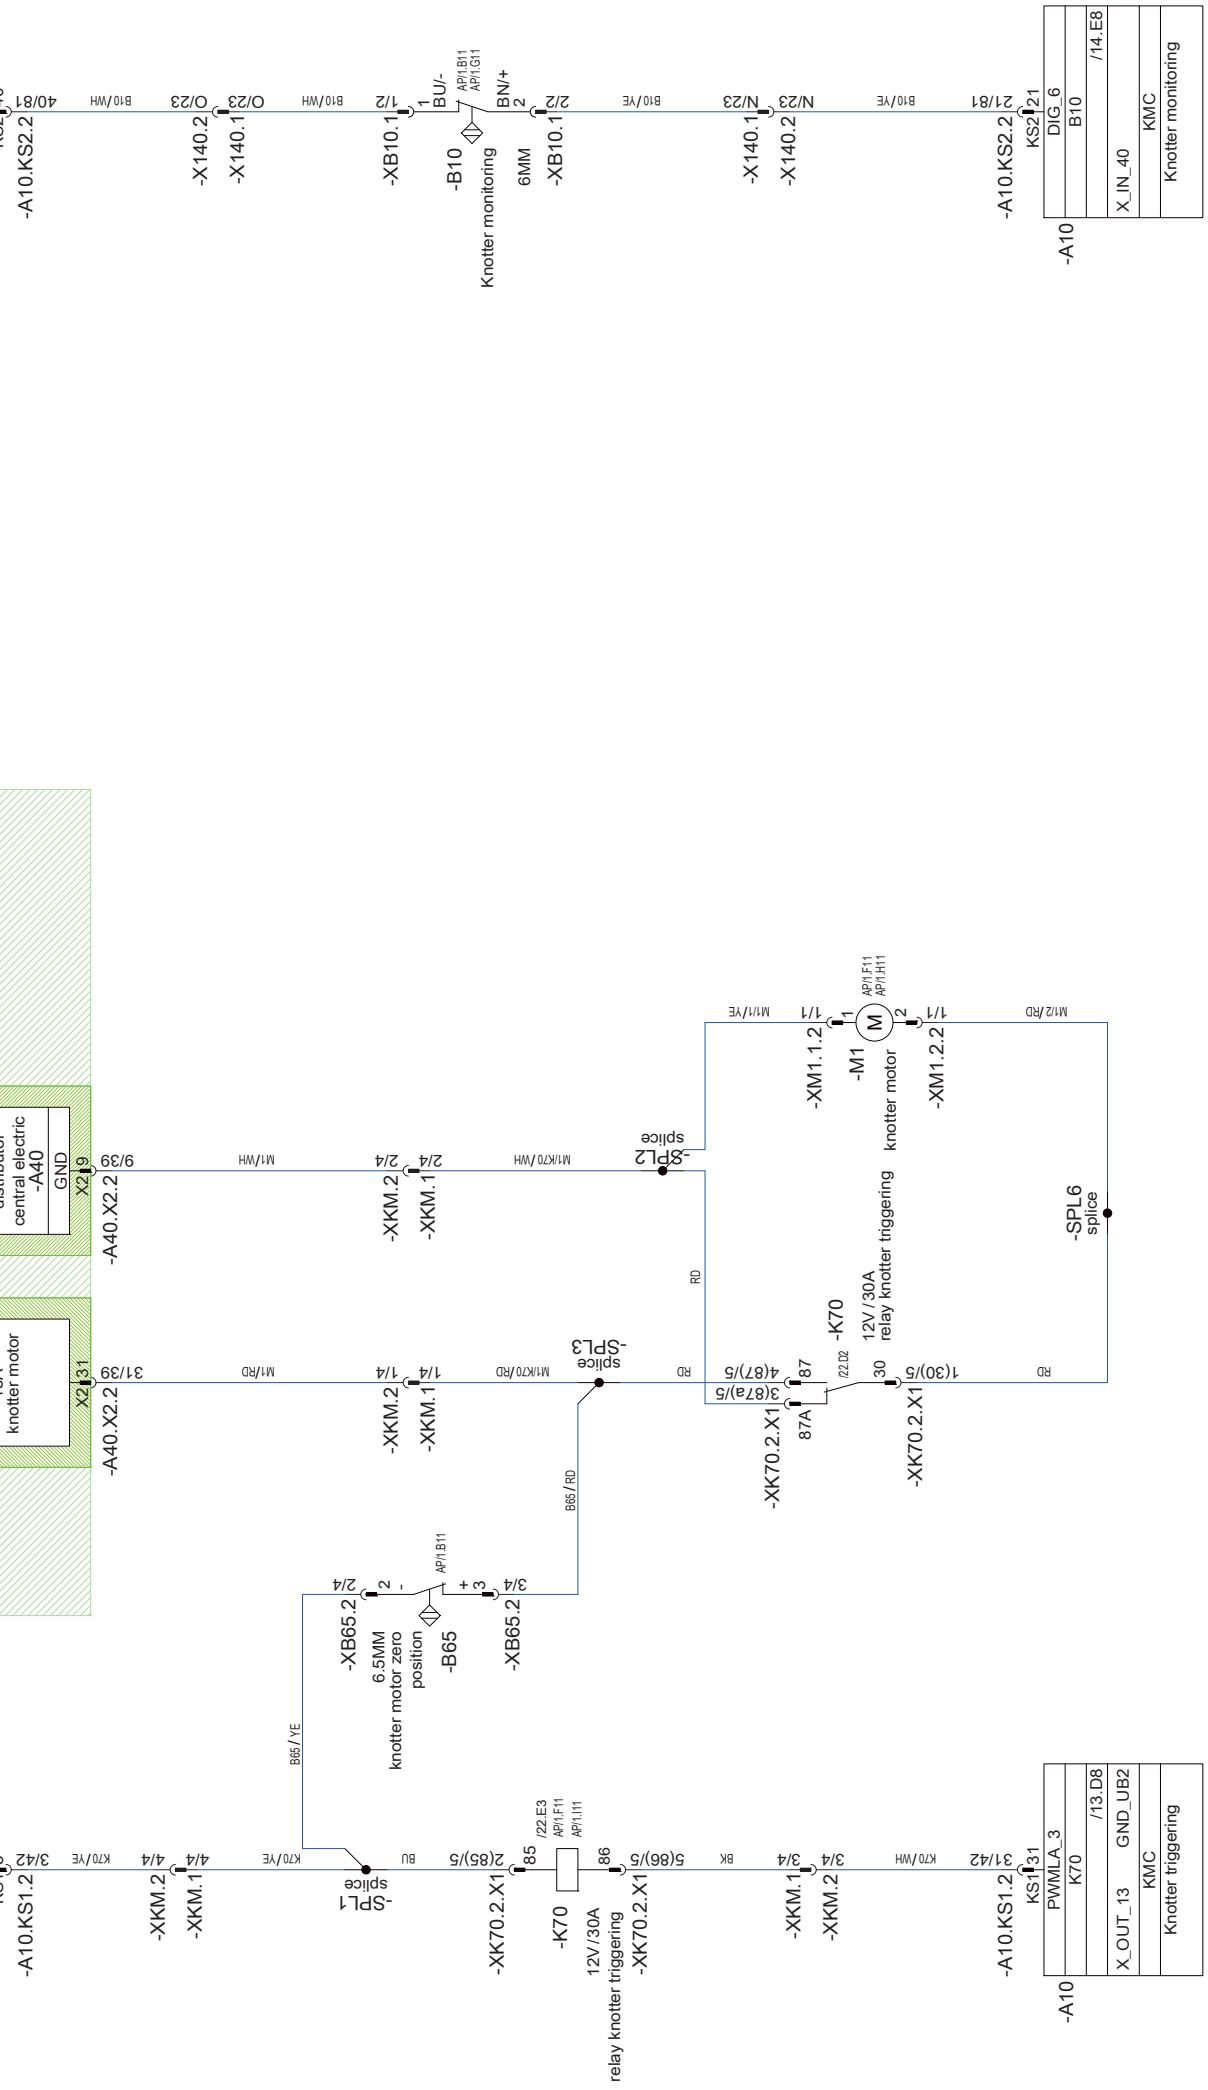 40/81
-A10.KS2.2
B10/WH
O/23
-X140.2
O/23
-X140.1
B10/WH
1/2
-XB10.1
1
BU/-
AP/1.B11
AP/1.G11
-B10
Knotter monitoring
BN/+
2
6MM
2/2
-XB10.1
B10/YE
N/23
-X140.1
N/23
-X140.2
B10/YE
21/81
-A10.KS2.2
KS2 21
-A10
DIG_6
B10
/14.E8
X_IN_40
KMC
Knotter monitoring
central electric
-A40
GND
X2 9
9/39
-A40.X2.2
M1/WH
2/4
-XKM.2
2/4
-XKM.1
M1/K70/WH
-SPL2
splice
M1/1/YE
1/1
-XM1.1.2
1
M
-M1
AP/1.F11
AP/1.H11
knotter motor
2
1/1
-XM1.2.2
M1/2/RD
-SPL6
splice
knotter motor
X2 31
31/39
-A40.X2.2
M1/RD
1/4
-XKM.2
1/4
-XKM.1
M1/K70/RD
-SPL3
splice
RD
RD
4(87)/5
3(87a)/5
-XK70.2.X1
87
87A
/22.D2
-K70
12V/30A
relay knotter triggering
30
1(30)/5
-XK70.2.X1
RD
B65/RD
2/4
-XB65.2
2
-
AP/1.B11
6.5MM
knotter motor zero
position
-B65
+
3
3/4
-XB65.2
B65/YE
3/42
-A10.KS1.2
K70/YE
4/4
-XKM.2
4/4
-XKM.1
K70/YE
-SPL1
splice
BU
2(85)/5
-XK70.2.X1
85
/22.E3
AP/1.F11
AP/1.I11
-K70
12V/30A
relay knotter triggering
86
5(86)/5
-XK70.2.X1
BK
3/4
-XKM.1
3/4
-XKM.2
K70/WH
31/42
-A10.KS1.2
KS1 31
-A10
PWMLA_3
K70
/13.D8
X_OUT_13 GND_UB2
KMC
Knotter triggering